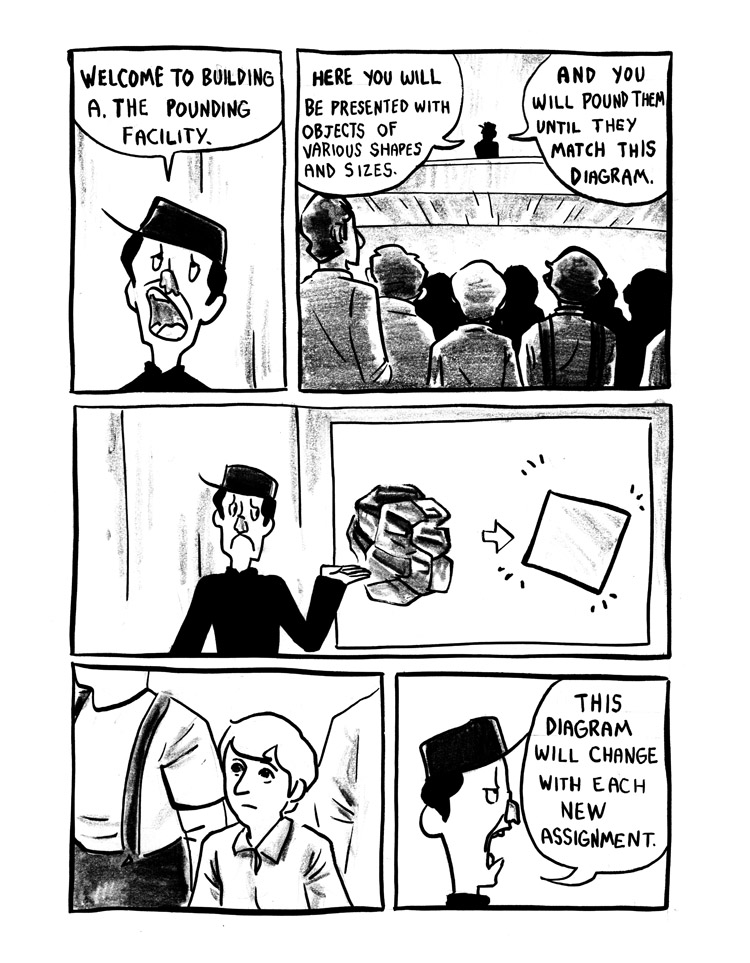 WELCOME TO BUILDING
A. THE POUNDING
FACILITY.
HERE YOU WILL
BE PRESENTED WITH
OBJECTS OF
VARIOUS SHAPES
AND SIZES.
AND YOU
WILL POUND THEM
UNTIL THEY
MATCH THIS
DIAGRAM.
THIS
DIAGRAM
WILL CHANGE
WITH EACH
NEW
ASSIGNMENT.